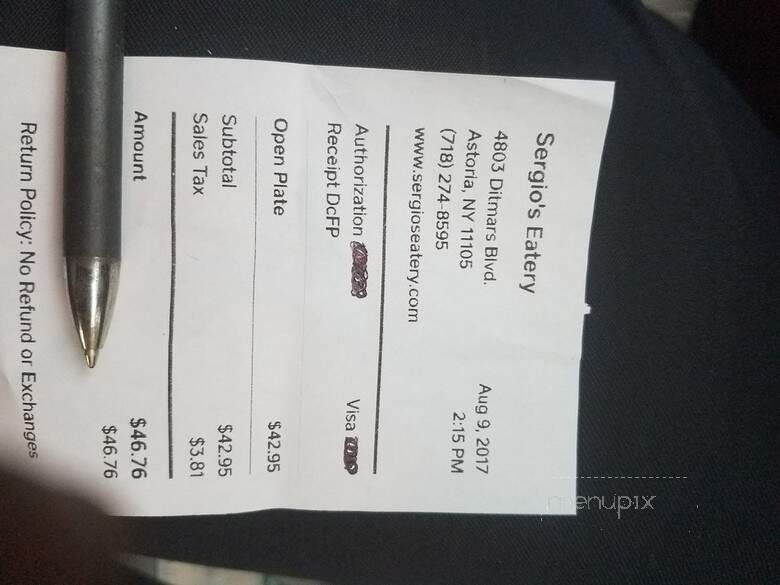 Sergio's Eatery
4803 Ditmars Blvd.
Astoria, NY 11105
(718) 274-8595
www.sergioseatery.com
Aug 9, 2017
2:15 PM
Authorization
Visa
Receipt DcFP
Open Plate $42.95
Subtotal $42.95
Sales Tax $3.81
Amount $46.76
$46.76
Return Policy: No Refund or Exchanges
menupix